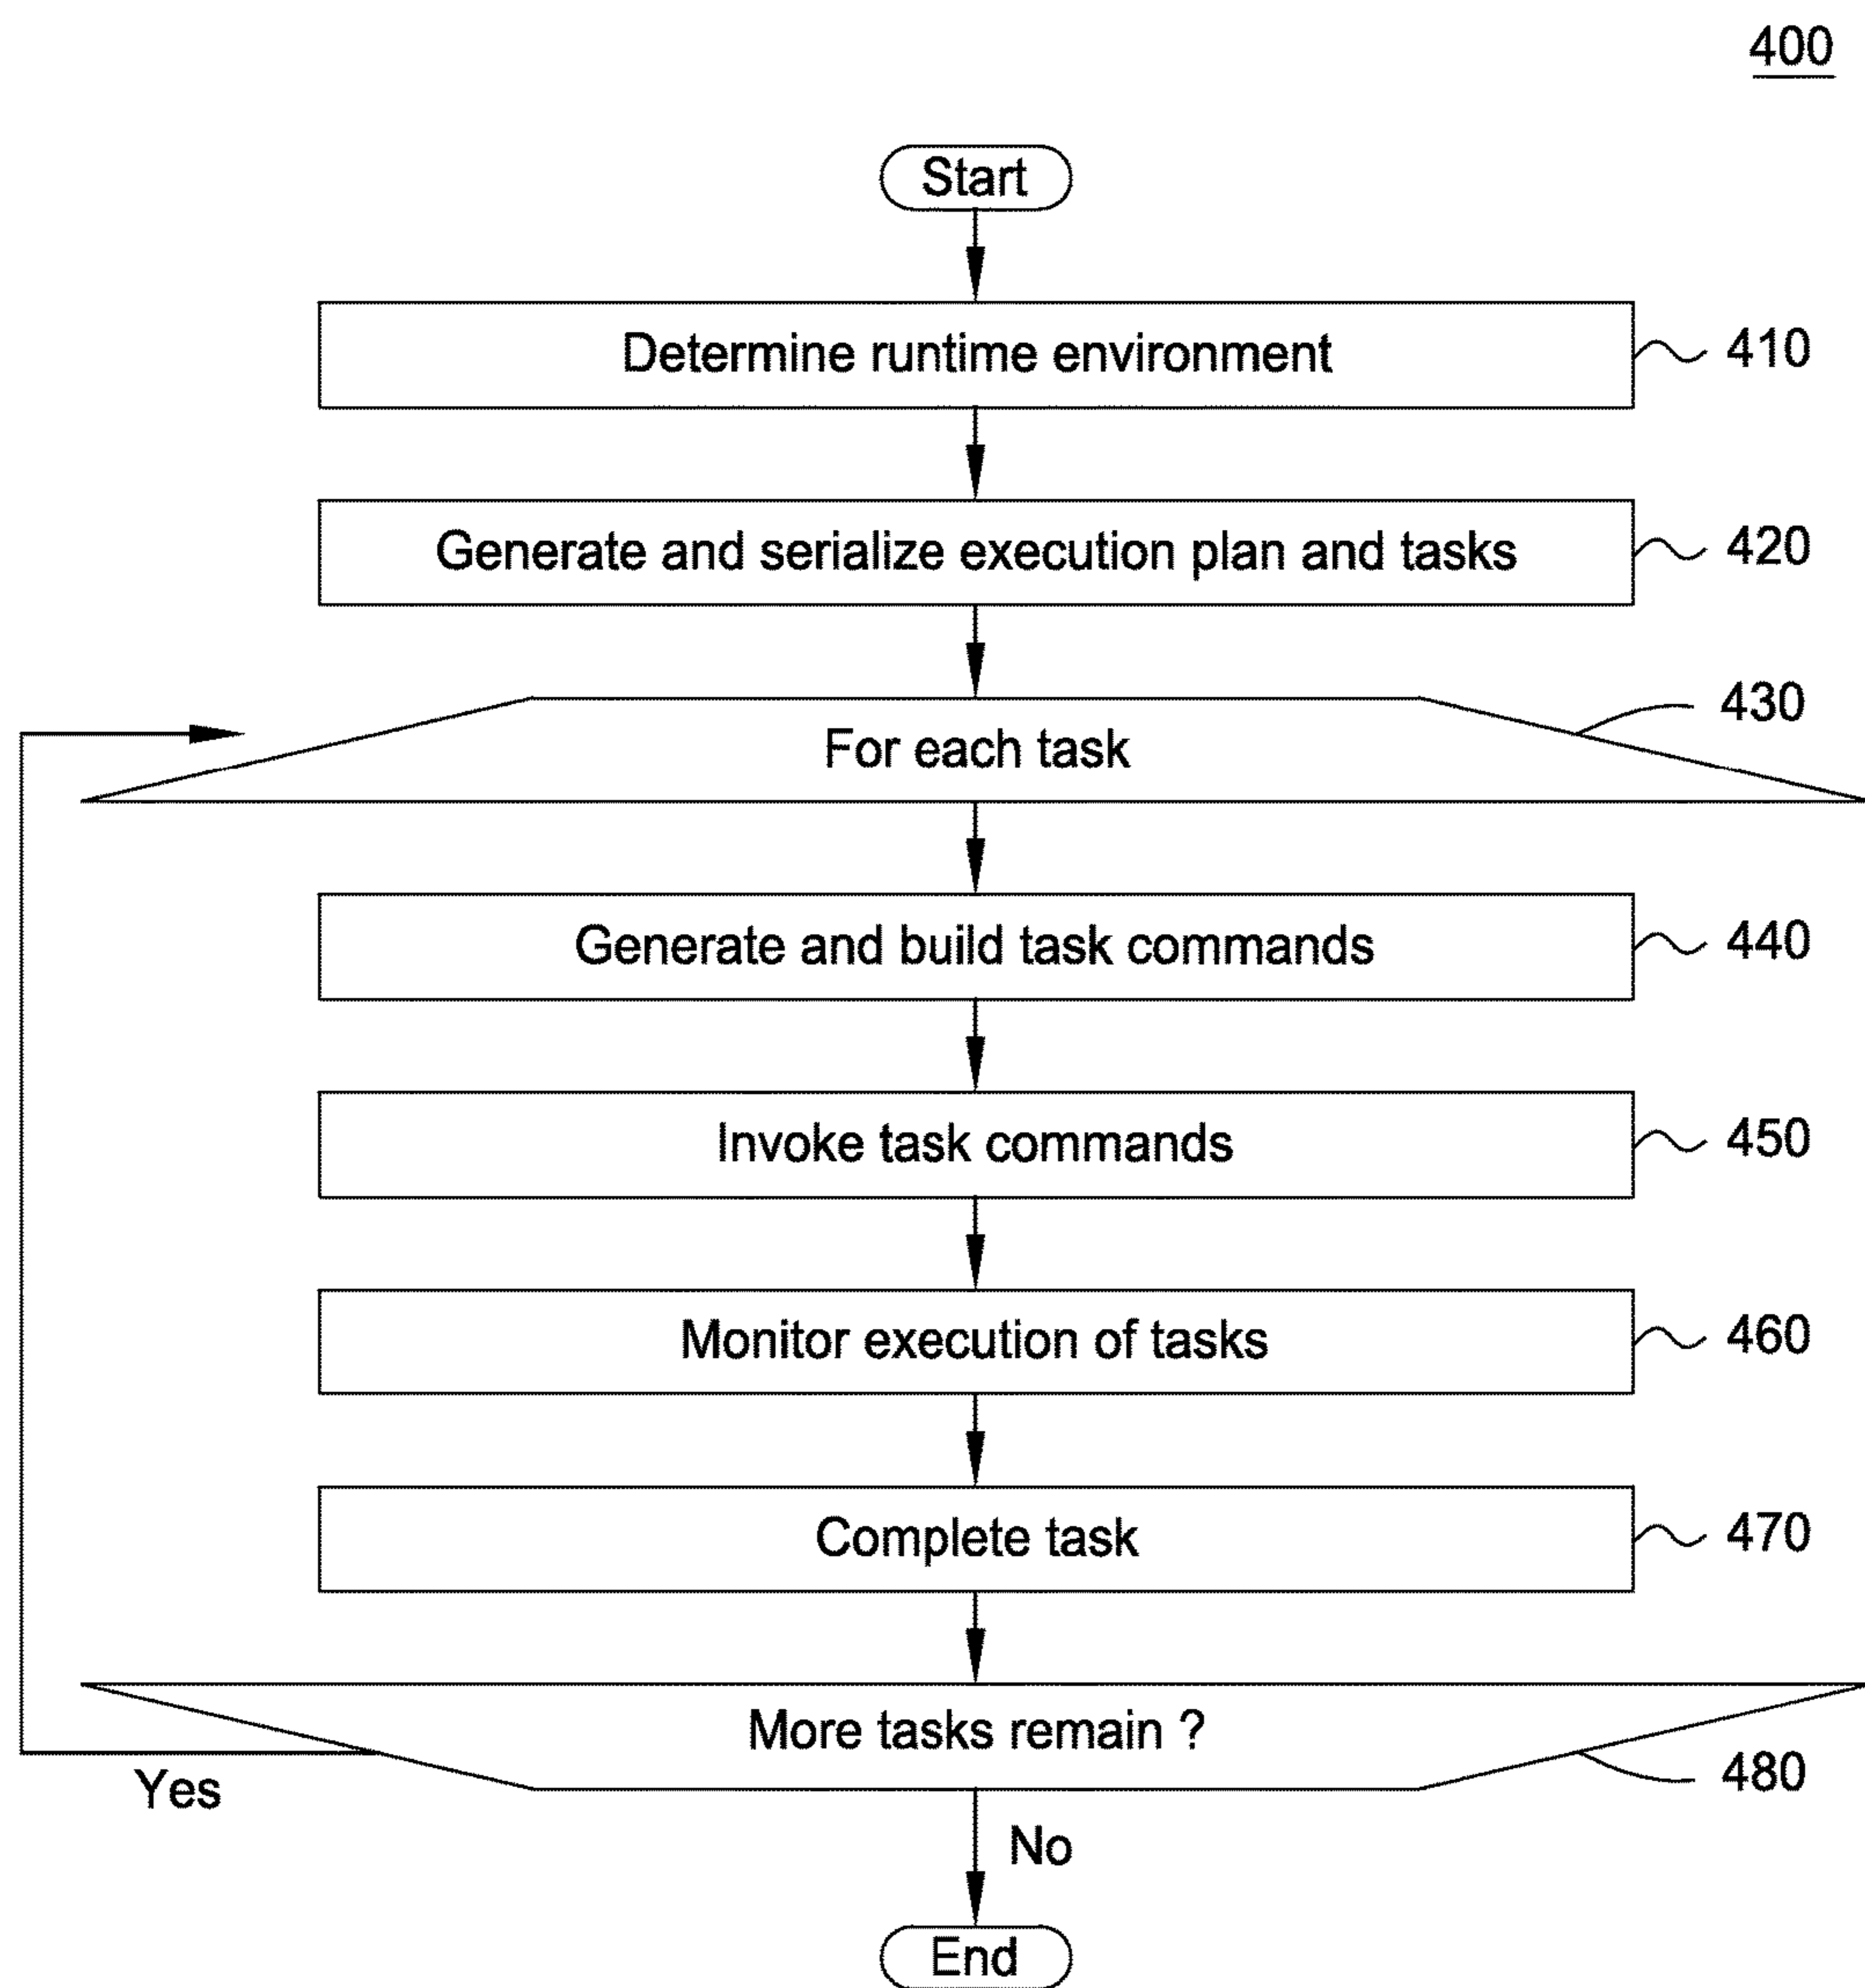 400
Start
Determine runtime environment
410
Generate and serialize execution plan and tasks
420
430
For each task
Generate and build task commands
440
Invoke task commands
450
Monitor execution of tasks
460
Complete task
470
More tasks remain ?
480
Yes
No
End